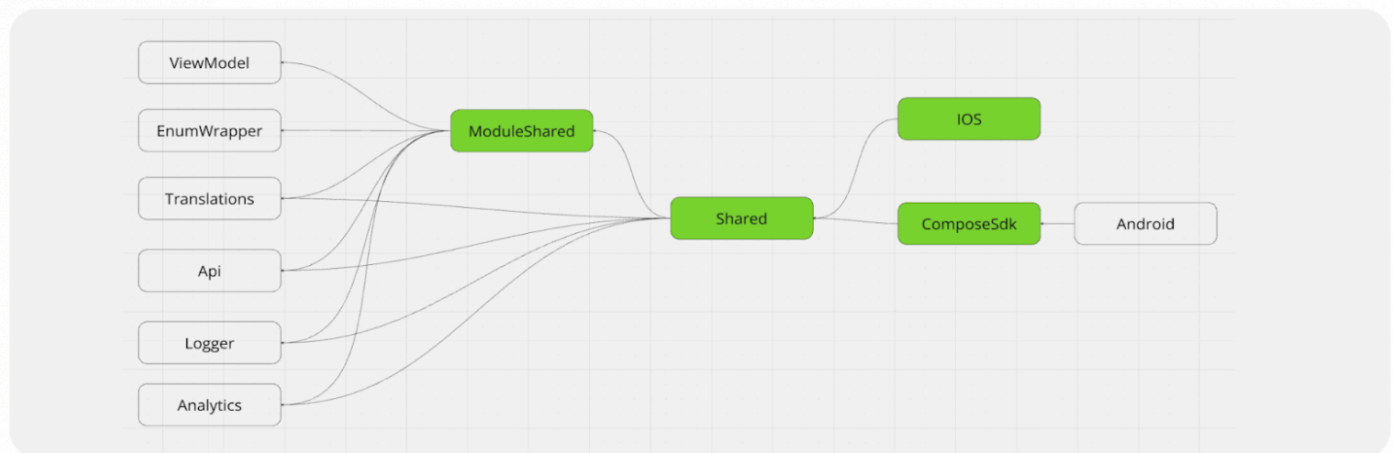 ViewModel
EnumWrapper
Translations
Api
Logger
Analytics
ModuleShared
Shared
IOS
ComposeSdk
Android